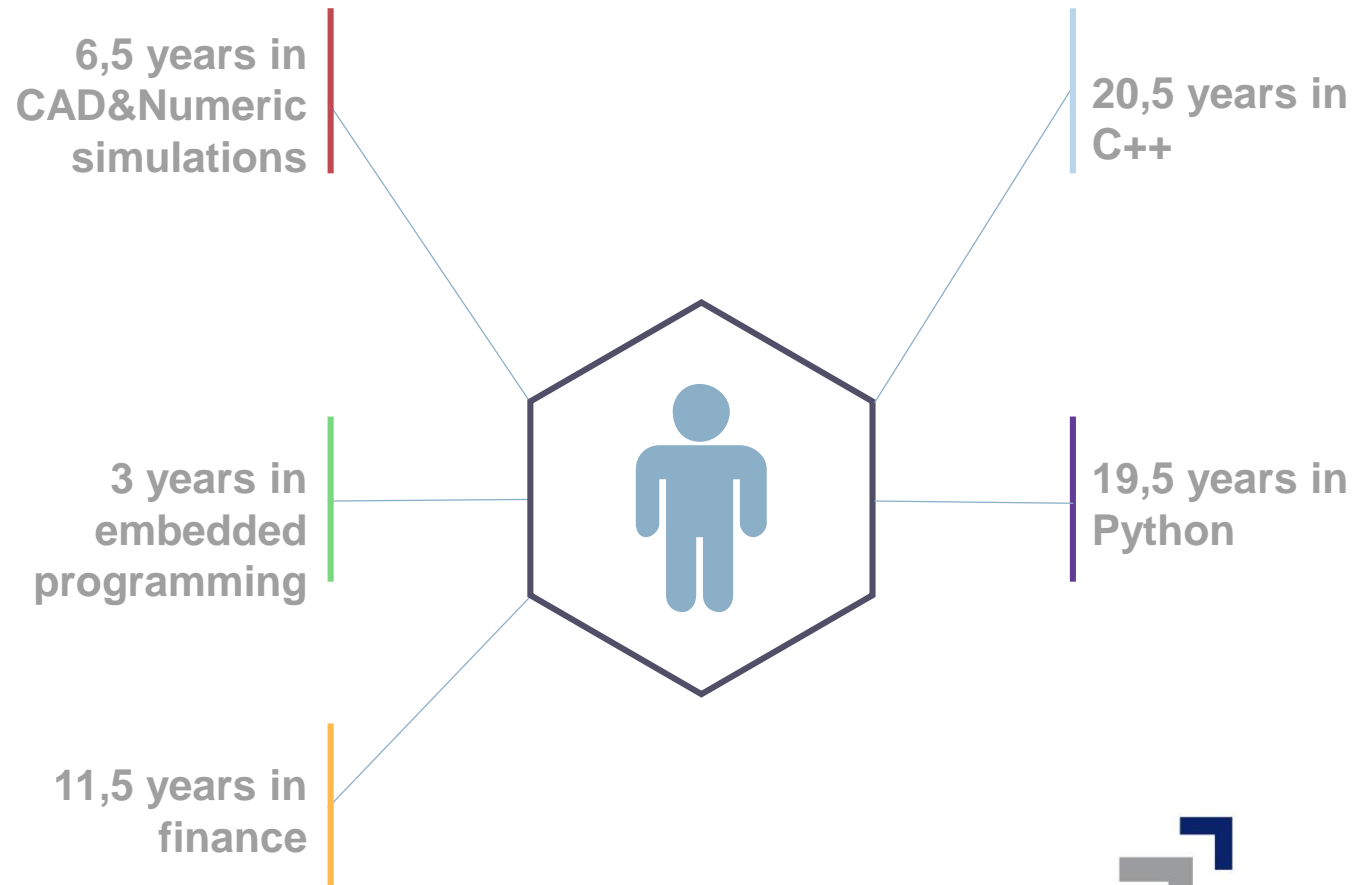 6,5 years in
CAD&Numeric
simulations
20,5 years in
C++
3 years in
embedded
programming
19,5 years in
Python
11,5 years in
finance